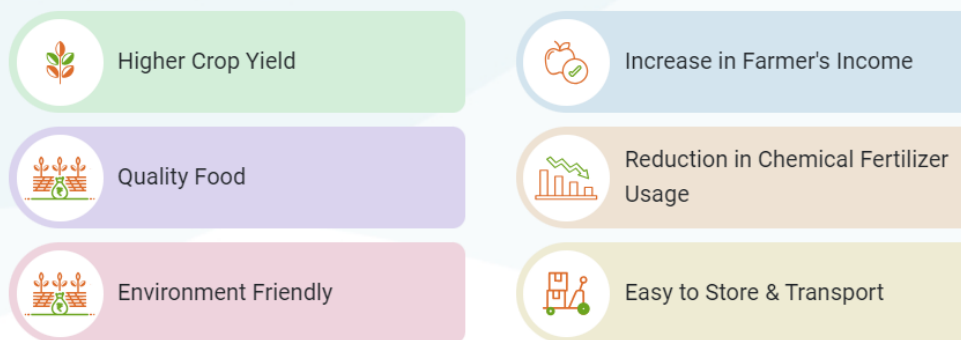 Higher Crop Yield
Increase in Farmer's Income
Quality Food
Reduction in Chemical Fertilizer
Usage
Environment Friendly
Easy to Store & Transport